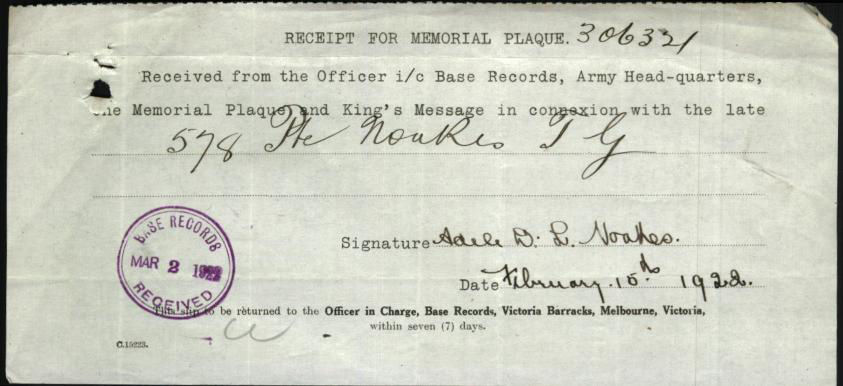 RECEIPT FOR MEMORIAL PLAQUE. 306321
Received from the Officer i/c Base Records, Army Head-quarters,
the Memorial Plaque and King's Message in connexion with the late
578 Pte Noakes T G
Signature Adele D. L. Noakes.
Date February 15th 1922.
BASE RECORDS
MAR 2 1922
RECEIVED
This slip to be returned to the Officer in Charge, Base Records, Victoria Barracks, Melbourne, Victoria,
within seven (7) days.
C.15223.